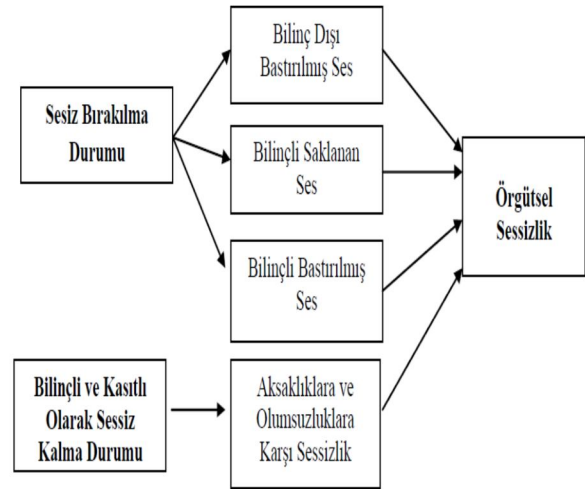 Bilinç Dışı
Bastırılmış Ses
Sesiz Bırakılma
Durumu
Bilinçli Saklanan
Ses
Örgütsel
Sessizlik
Bilinçli Bastırılmış
Ses
Bilinçli ve Kasıtlı
Olarak Sessiz
Kalma Durumu
Aksaklıklara ve
Olumsuzluklara
Karşı Sessizlik